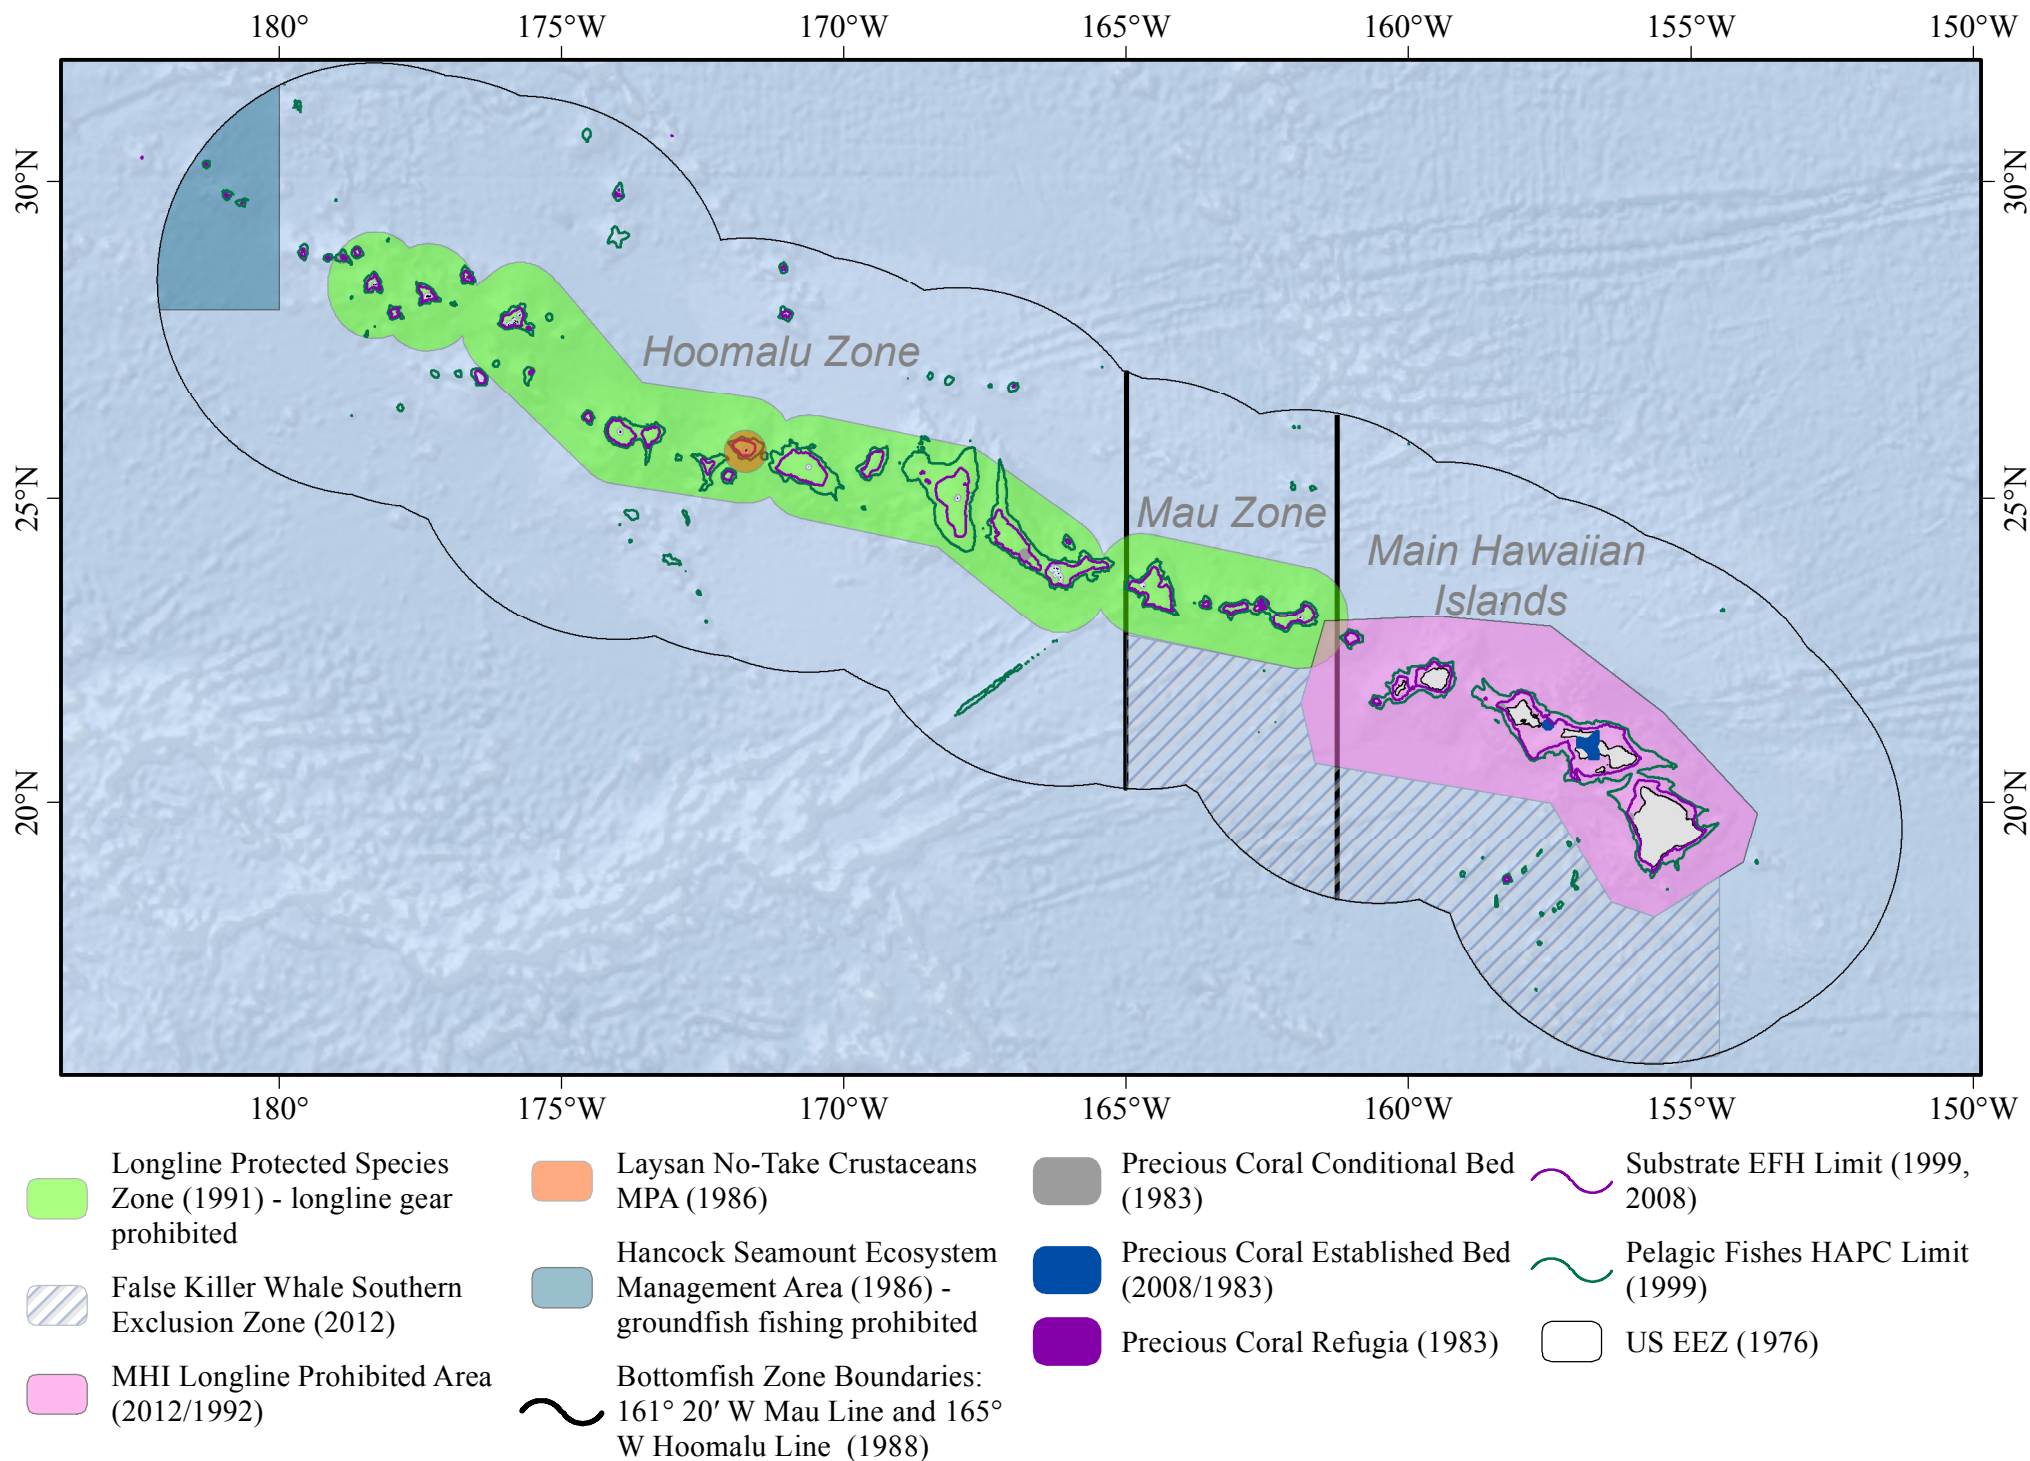 180° 175°W 170°W 165°W 160°W 155°W 150°W
30°N 30°N
Hoomalu Zone
25°N 25°N
Mau Zone
Main Hawaiian
Islands
20°N 20°N
180° 175°W 170°W 165°W 160°W 155°W 150°W
Longline Protected Species
Zone (1991) - longline gear
prohibited
False Killer Whale Southern
Exclusion Zone (2012)
MHI Longline Prohibited Area
(2012/1992)
Laysan No-Take Crustaceans
MPA (1986)
Hancock Seamount Ecosystem
Management Area (1986) -
groundfish fishing prohibited
Bottomfish Zone Boundaries:
161° 20′ W Mau Line and 165°
W Hoomalu Line (1988)
Precious Coral Conditional Bed
(1983)
Precious Coral Established Bed
(2008/1983)
Precious Coral Refugia (1983)
Substrate EFH Limit (1999,
2008)
Pelagic Fishes HAPC Limit
(1999)
US EEZ (1976)